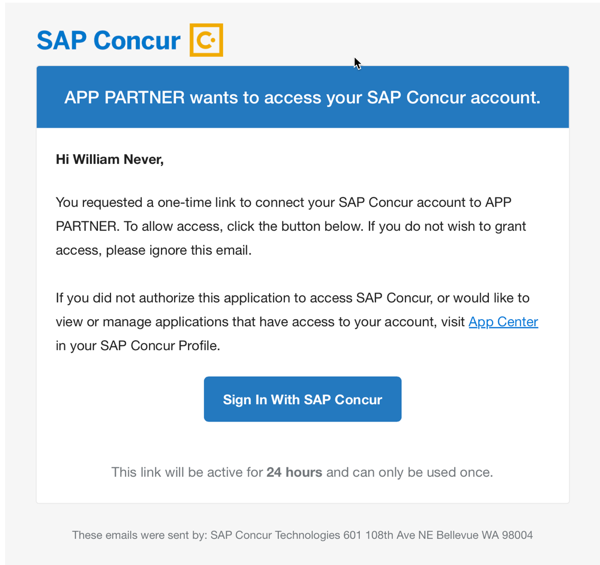 SAP Concur
APP PARTNER wants to access your SAP Concur account.
Hi William Never,
You requested a one-time link to connect your SAP Concur account to APP
PARTNER. To allow access, click the button below. If you do not wish to grant
access, please ignore this email.
If you did not authorize this application to access SAP Concur, or would like to
view or manage applications that have access to your account, visit App Center
in your SAP Concur Profile.
Sign In With SAP Concur
This link will be active for 24 hours and can only be used once.
These emails were sent by: SAP Concur Technologies 601 108th Ave NE Bellevue WA 98004